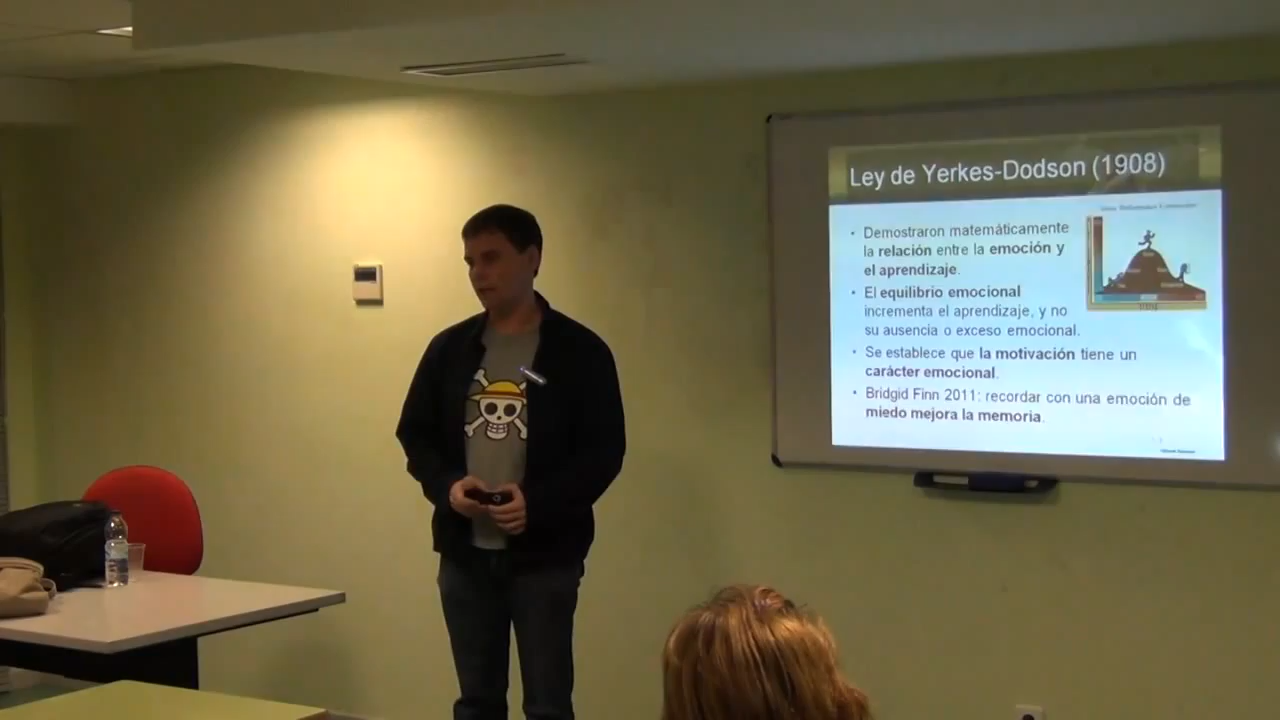 Ley de Yerkes-Dodson (1908)
• Demostraron matemáticamente
la relación entre la emoción y
el aprendizaje.
• El equilibrio emocional
incrementa el aprendizaje, y no
su ausencia o exceso emocional.
• Se establece que la motivación tiene un
carácter emocional.
• Bridgid Finn 2011: recordar con una emoción de
miedo mejora la memoria.